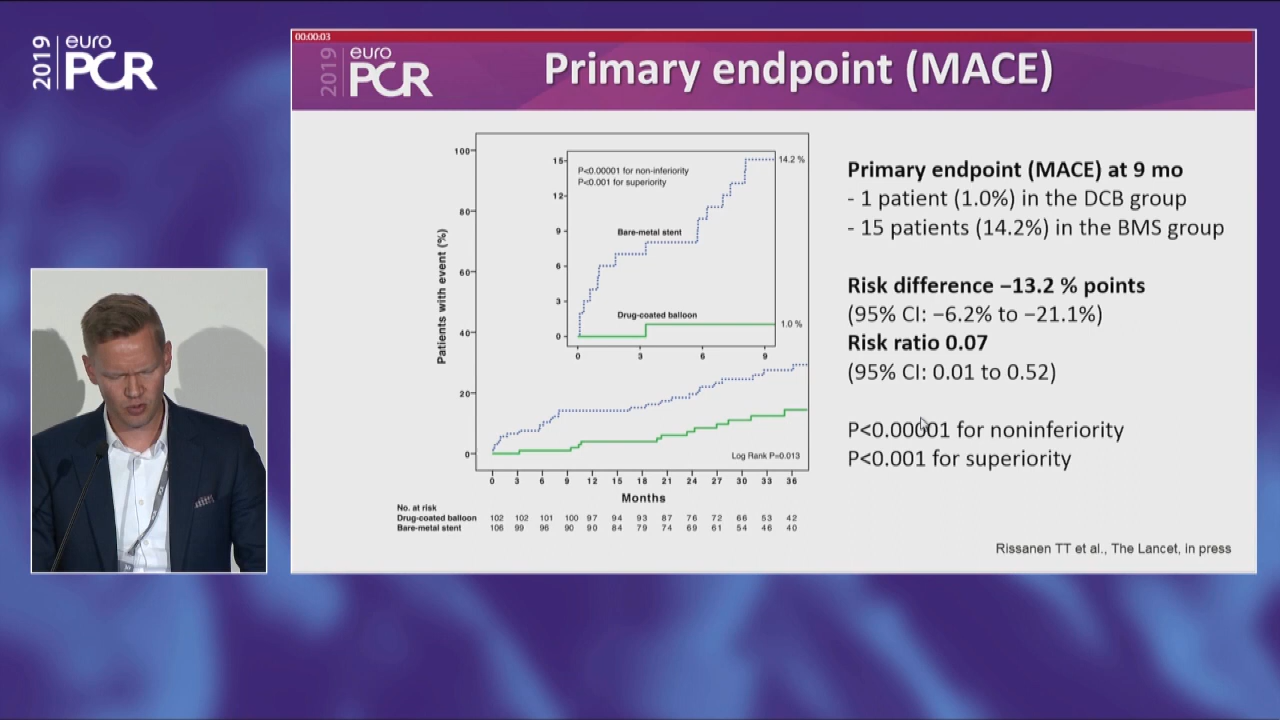 2019
euro
PCR
00:00:03
2019
euro
PCR
Primary endpoint (MACE)
Patients with event (%)
100
80
60
40
20
0
15
12
9
6
3
0
P<0.00001 for non-inferiority
P<0.001 for superiority
14.2 %
Bare-metal stent
Drug-coated balloon
1.0 %
0 3 6 9
Log Rank P=0.013
0 3 6 9 12 15 18 21 24 27 30 33 36
Months
No. at risk
Drug-coated balloon 102 102 101 100 97 94 93 87 76 72 66 53 42
Bare-metal stent 106 99 96 90 90 84 79 74 69 61 54 46 40
Primary endpoint (MACE) at 9 mo
- 1 patient (1.0%) in the DCB group
- 15 patients (14.2%) in the BMS group
Risk difference −13.2 % points
(95% CI: −6.2% to −21.1%)
Risk ratio 0.07
(95% CI: 0.01 to 0.52)
P<0.00001 for noninferiority
P<0.001 for superiority
Rissanen TT et al., The Lancet, in press